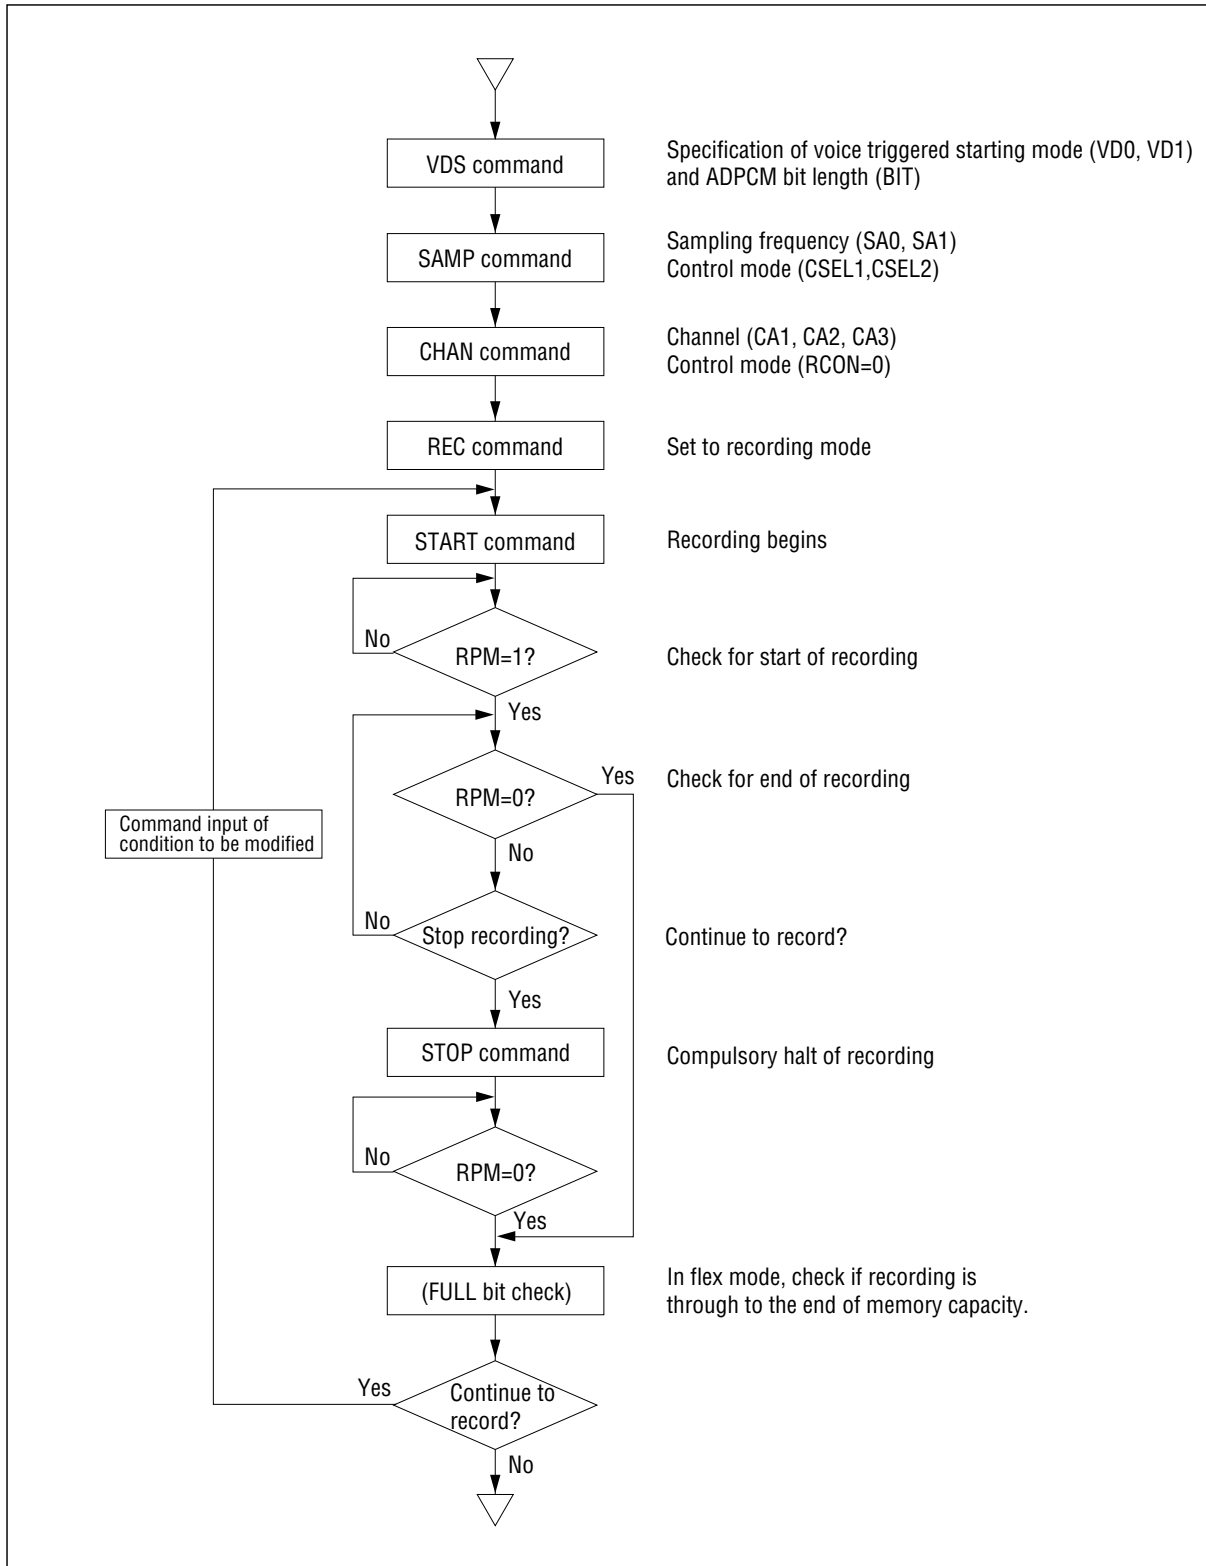 VDS command
Specification of voice triggered starting mode (VD0, VD1)
and ADPCM bit length (BIT)
SAMP command
Sampling frequency (SA0, SA1)
Control mode (CSEL1,CSEL2)
CHAN command
Channel (CA1, CA2, CA3)
Control mode (RCON=0)
REC command
Set to recording mode
START command
Recording begins
No
RPM=1?
Check for start of recording
Yes
RPM=0?
Yes
Check for end of recording
Command input of
condition to be modified
No
No
Stop recording?
Continue to record?
Yes
STOP command
Compulsory halt of recording
No
RPM=0?
Yes
(FULL bit check)
In flex mode, check if recording is
through to the end of memory capacity.
Yes
Continue to
record?
No